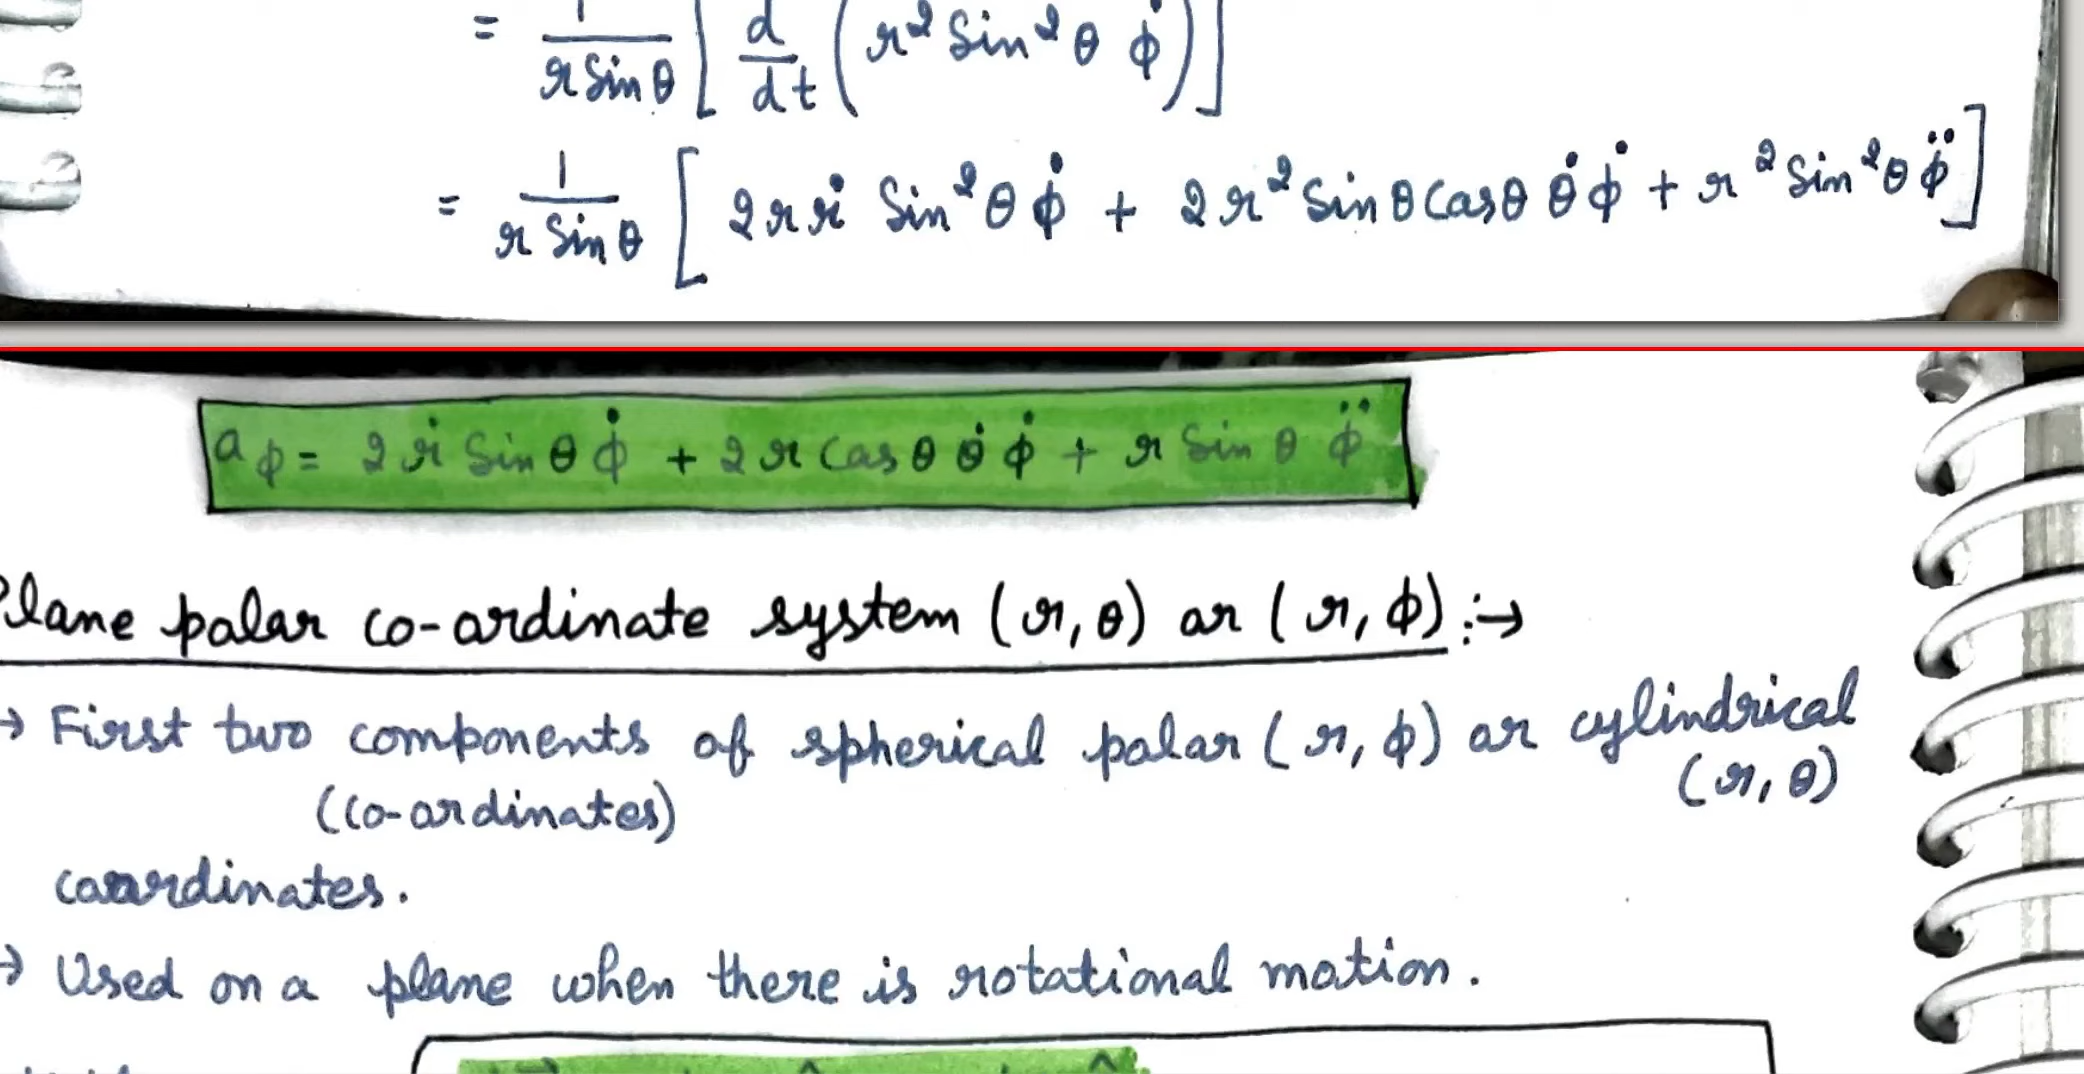 = 1/(r Sinθ) [ d/dt ( r² Sin²θ φ̇ ) ]
= 1/(r Sinθ) [ 2rṙ Sin²θ φ̇ + 2r² Sinθ Cosθ θ̇ φ̇ + r² Sin²θ φ̈ ]
aφ = 2ṙ Sinθ φ̇ + 2r Cosθ θ̇ φ̇ + r Sinθ φ̈
Plane polar co-ordinate system (r, θ) or (r, φ) :→
→ First two components of spherical polar (r, φ) or cylindrical
(co-ordinates) (r, θ)
coordinates.
→ Used on a plane when there is rotational motion.